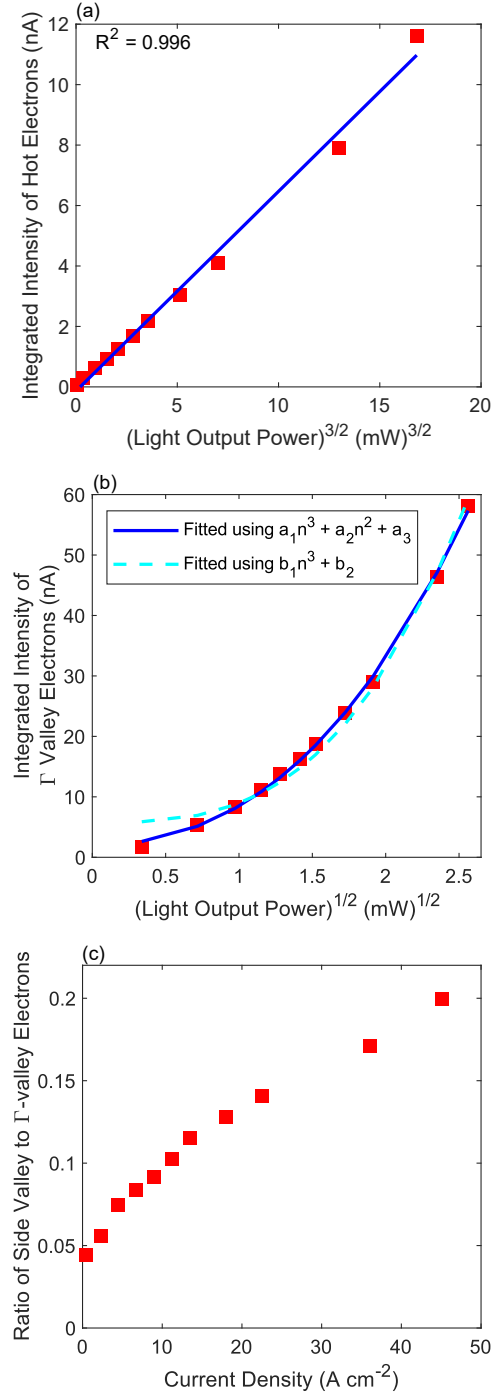 (a)
R² = 0.996
Integrated Intensity of Hot Electrons (nA)
12
10
8
6
4
2
0
0 5 10 15 20
(Light Output Power)^3/2 (mW)^3/2
(b)
Fitted using a₁n³ + a₂n² + a₃
Fitted using b₁n³ + b₂
Integrated Intensity of
Γ Valley Electrons (nA)
60
50
40
30
20
10
0
0 0.5 1 1.5 2 2.5
(Light Output Power)^1/2 (mW)^1/2
(c)
Ratio of Side Valley to Γ-valley Electrons
0.2
0.15
0.1
0.05
0
0 10 20 30 40 50
Current Density (A cm⁻²)